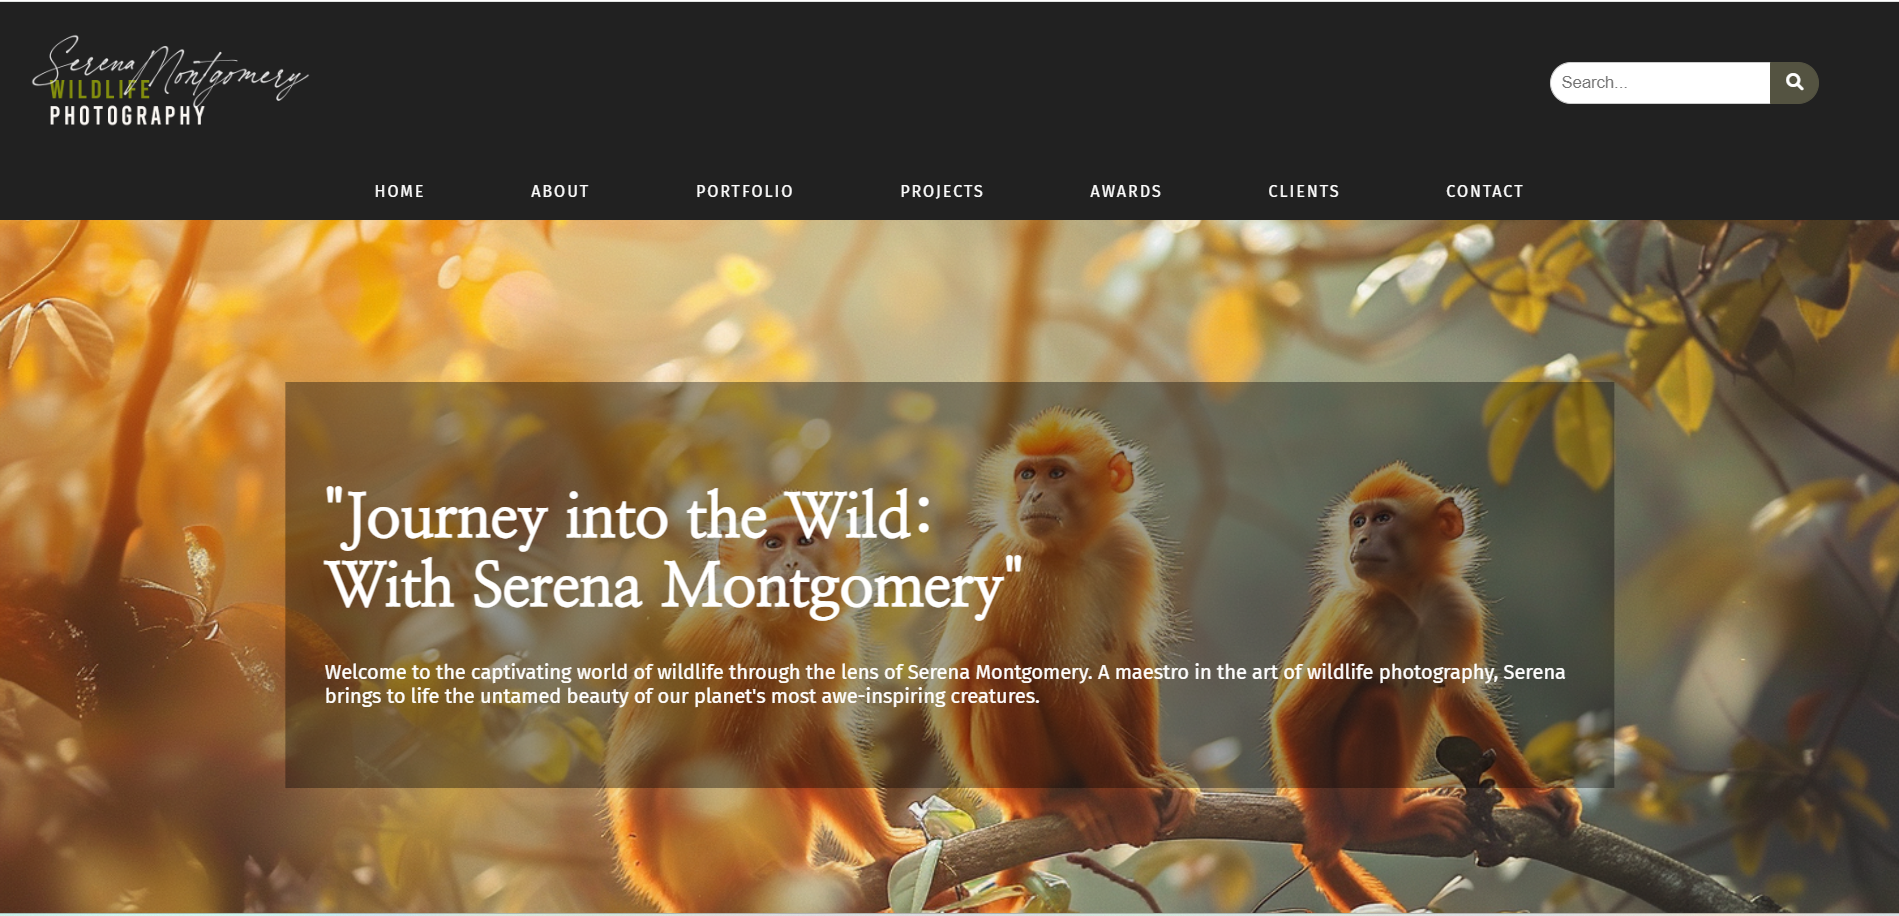 Serena Montgomery
WILDLIFE
PHOTOGRAPHY
Search...
HOME ABOUT PORTFOLIO PROJECTS AWARDS CLIENTS CONTACT
"Journey into the Wild:
With Serena Montgomery"
Welcome to the captivating world of wildlife through the lens of Serena Montgomery. A maestro in the art of wildlife photography, Serena
brings to life the untamed beauty of our planet's most awe-inspiring creatures.